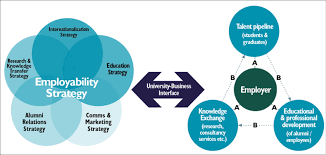 Internationalisation
Strategy
Research &
Knowledge
Transfer Strategy
Education
Strategy
Employability
Strategy
Alumni
Relations
Strategy
Comms &
Marketing
Strategy
University-Business
Interface
Talent pipeline
(students &
graduates)
A
B
B
A
Employer
A
B
Knowledge
Exchange
(research,
consultancy
services etc.)
Educational &
professional
development
(of alumni /
employees)